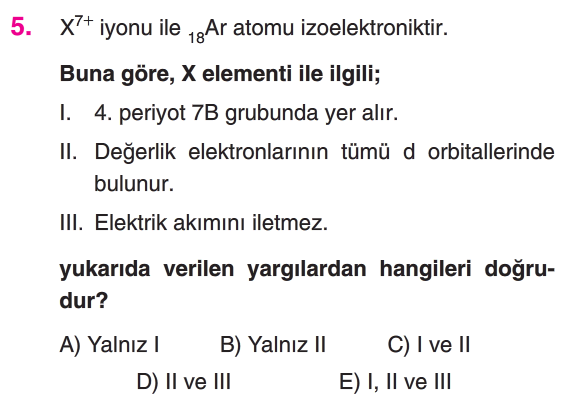 5. X⁷⁺ iyonu ile ₁₈Ar atomu izoelektroniktir.
Buna göre, X elementi ile ilgili;
I. 4. periyot 7B grubunda yer alır.
II. Değerlik elektronlarının tümü d orbitallerinde
bulunur.
III. Elektrik akımını iletmez.
yukarıda verilen yargılardan hangileri doğru-
dur?
A) Yalnız I B) Yalnız II C) I ve II
D) II ve III E) I, II ve III